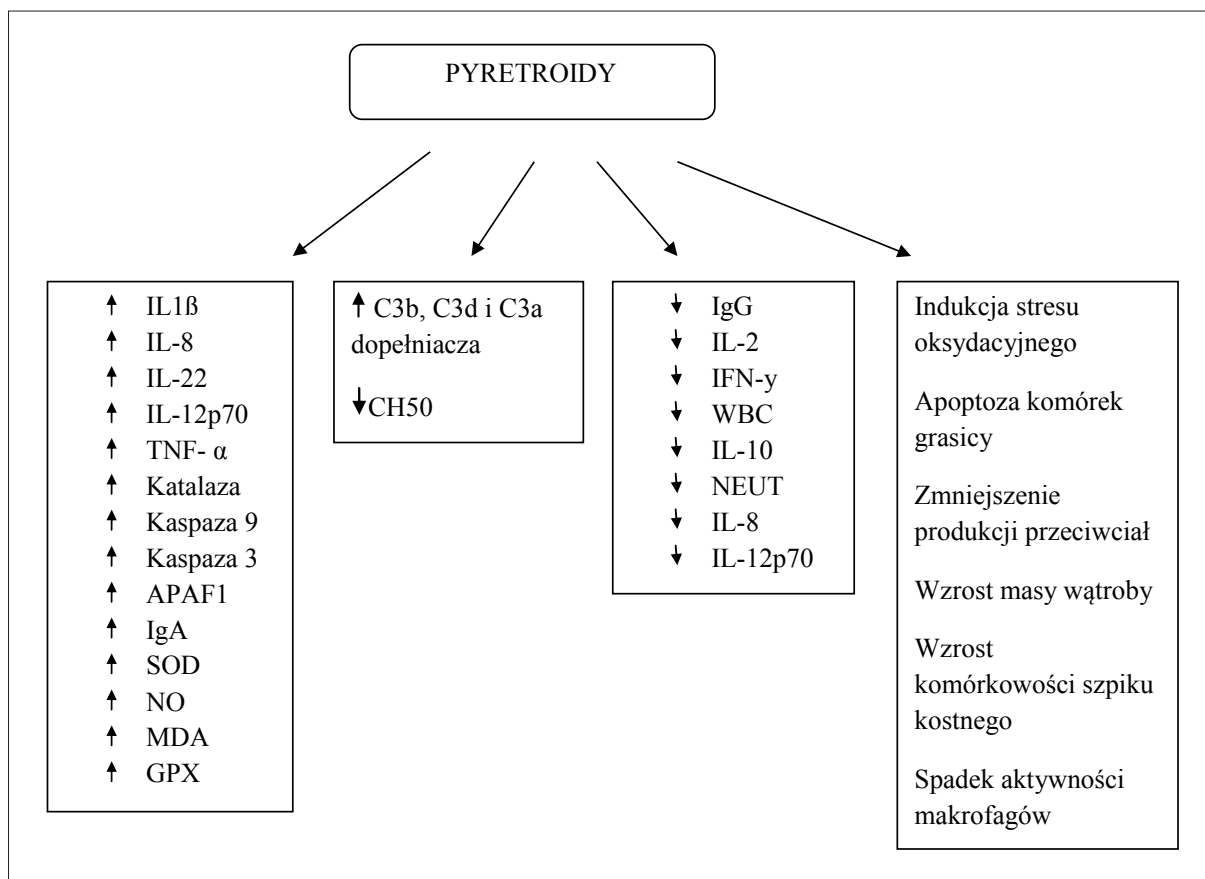 PYRETROIDY
↑ IL1ß
↑ IL-8
↑ IL-22
↑ IL-12p70
↑ TNF- α
↑ Katalaza
↑ Kaspaza 9
↑ Kaspaza 3
↑ APAF1
↑ IgA
↑ SOD
↑ NO
↑ MDA
↑ GPX
↑ C3b, C3d i C3a
dopełniacza
↓CH50
↓ IgG
↓ IL-2
↓ IFN-y
↓ WBC
↓ IL-10
↓ NEUT
↓ IL-8
↓ IL-12p70
Indukcja stresu
oksydacyjnego
Apoptoza komórek
grasicy
Zmniejszenie
produkcji przeciwciał
Wzrost masy wątroby
Wzrost
komórkowości szpiku
kostnego
Spadek aktywności
makrofagów